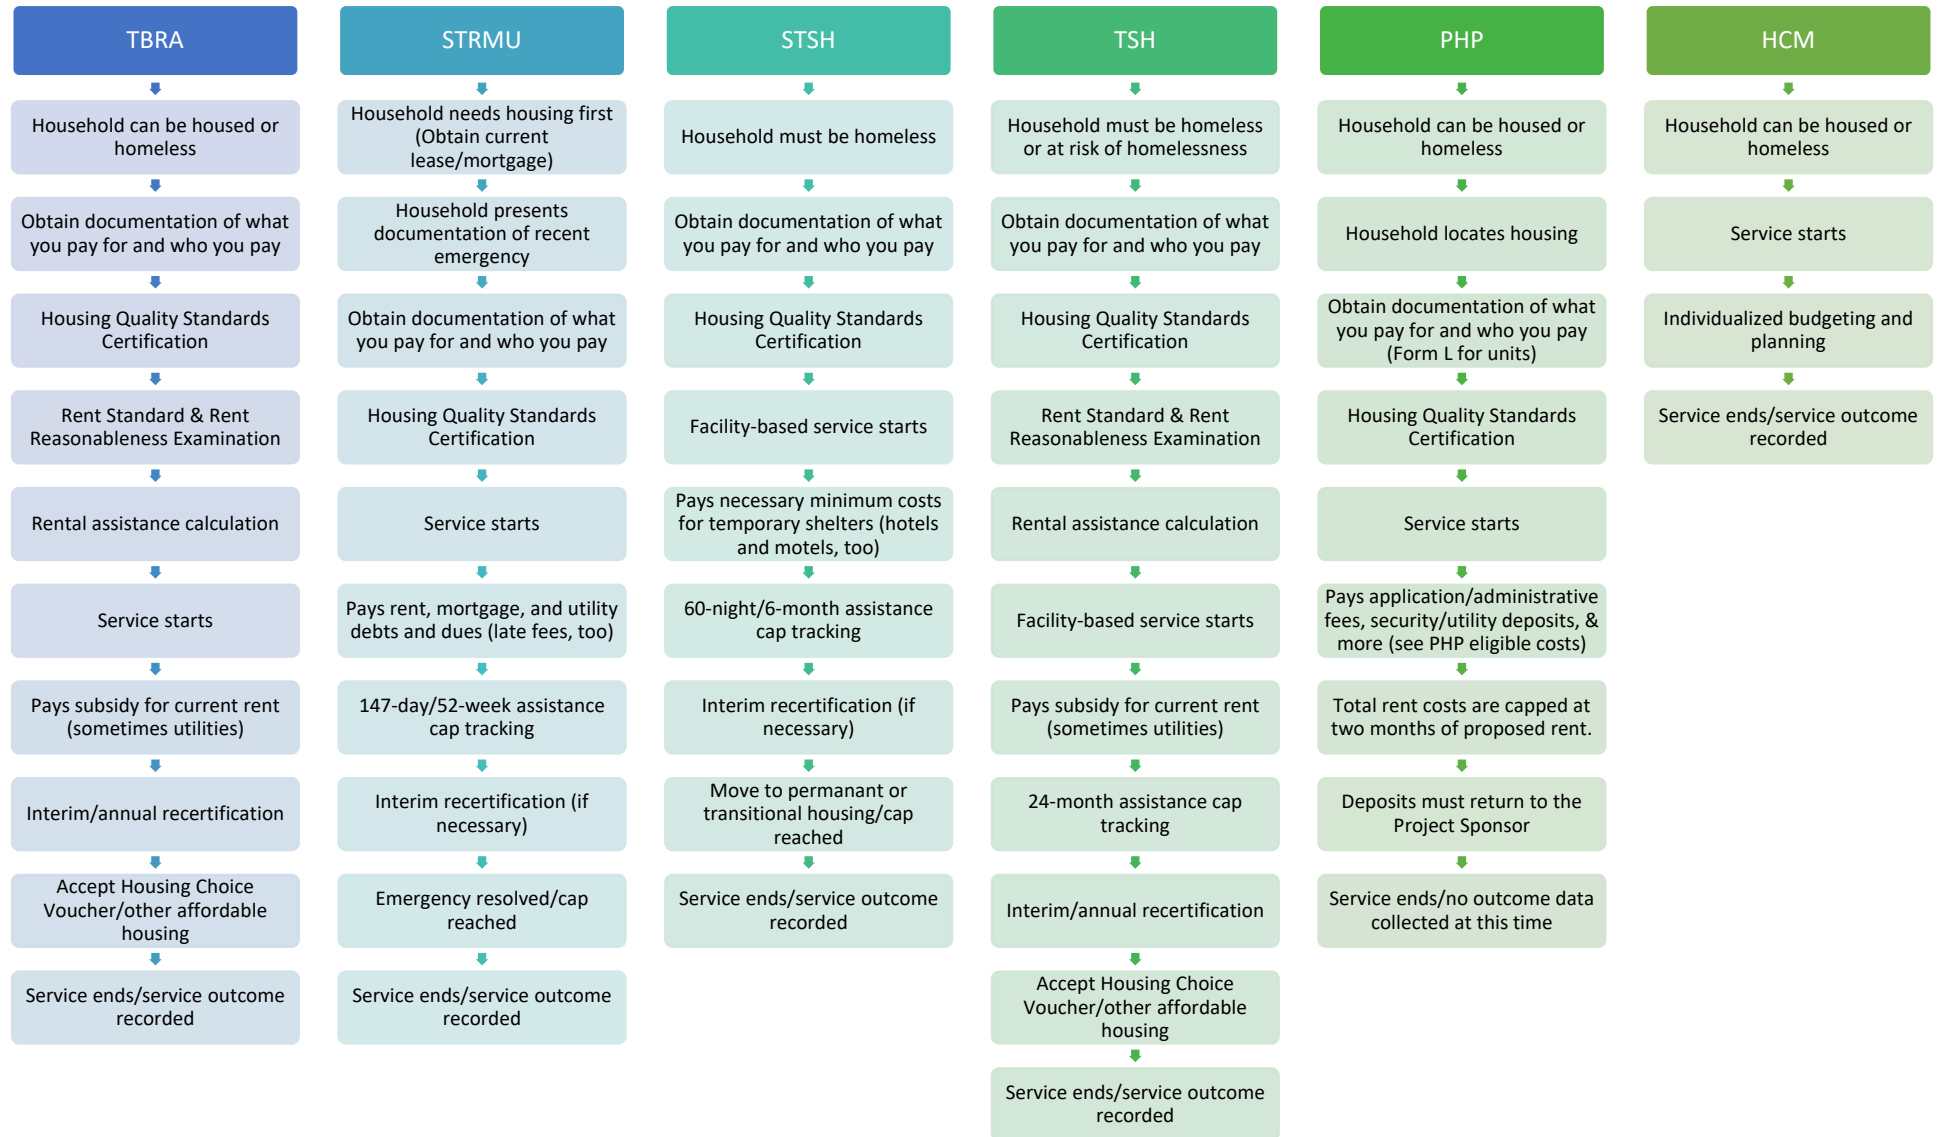 TBRA
Household can be housed or
homeless
Obtain documentation of what
you pay for and who you pay
Housing Quality Standards
Certification
Rent Standard & Rent
Reasonableness Examination
Rental assistance calculation
Service starts
Pays subsidy for current rent
(sometimes utilities)
Interim/annual recertification
Accept Housing Choice
Voucher/other affordable
housing
Service ends/service outcome
recorded
STRMU
Household needs housing first
(Obtain current
lease/mortgage)
Household presents
documentation of recent
emergency
Obtain documentation of what
you pay for and who you pay
Housing Quality Standards
Certification
Service starts
Pays rent, mortgage, and utility
debts and dues (late fees, too)
147-day/52-week assistance
cap tracking
Interim recertification (if
necessary)
Emergency resolved/cap
reached
Service ends/service outcome
recorded
STSH
Household must be homeless
Obtain documentation of what
you pay for and who you pay
Housing Quality Standards
Certification
Facility-based service starts
Pays necessary minimum costs
for temporary shelters (hotels
and motels, too)
60-night/6-month assistance
cap tracking
Interim recertification (if
necessary)
Move to permanant or
transitional housing/cap
reached
Service ends/service outcome
recorded
TSH
Household must be homeless
or at risk of homelessness
Obtain documentation of what
you pay for and who you pay
Housing Quality Standards
Certification
Rent Standard & Rent
Reasonableness Examination
Rental assistance calculation
Facility-based service starts
Pays subsidy for current rent
(sometimes utilities)
24-month assistance cap
tracking
Interim/annual recertification
Accept Housing Choice
Voucher/other affordable
housing
Service ends/service outcome
recorded
PHP
Household can be housed or
homeless
Household locates housing
Obtain documentation of what
you pay for and who you pay
(Form L for units)
Housing Quality Standards
Certification
Service starts
Pays application/administrative
fees, security/utility deposits, &
more (see PHP eligible costs)
Total rent costs are capped at
two months of proposed rent.
Deposits must return to the
Project Sponsor
Service ends/no outcome data
collected at this time
HCM
Household can be housed or
homeless
Service starts
Individualized budgeting and
planning
Service ends/service outcome
recorded